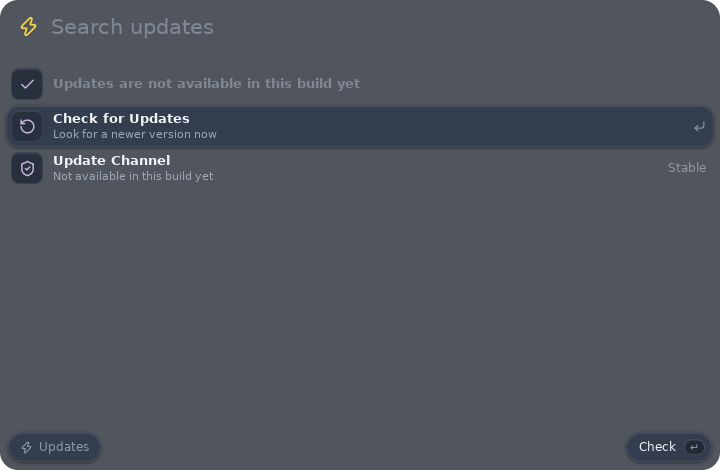 Search updates
Updates are not available in this build yet
Check for Updates
Look for a newer version now
Update Channel
Not available in this build yet
Stable
Updates
Check